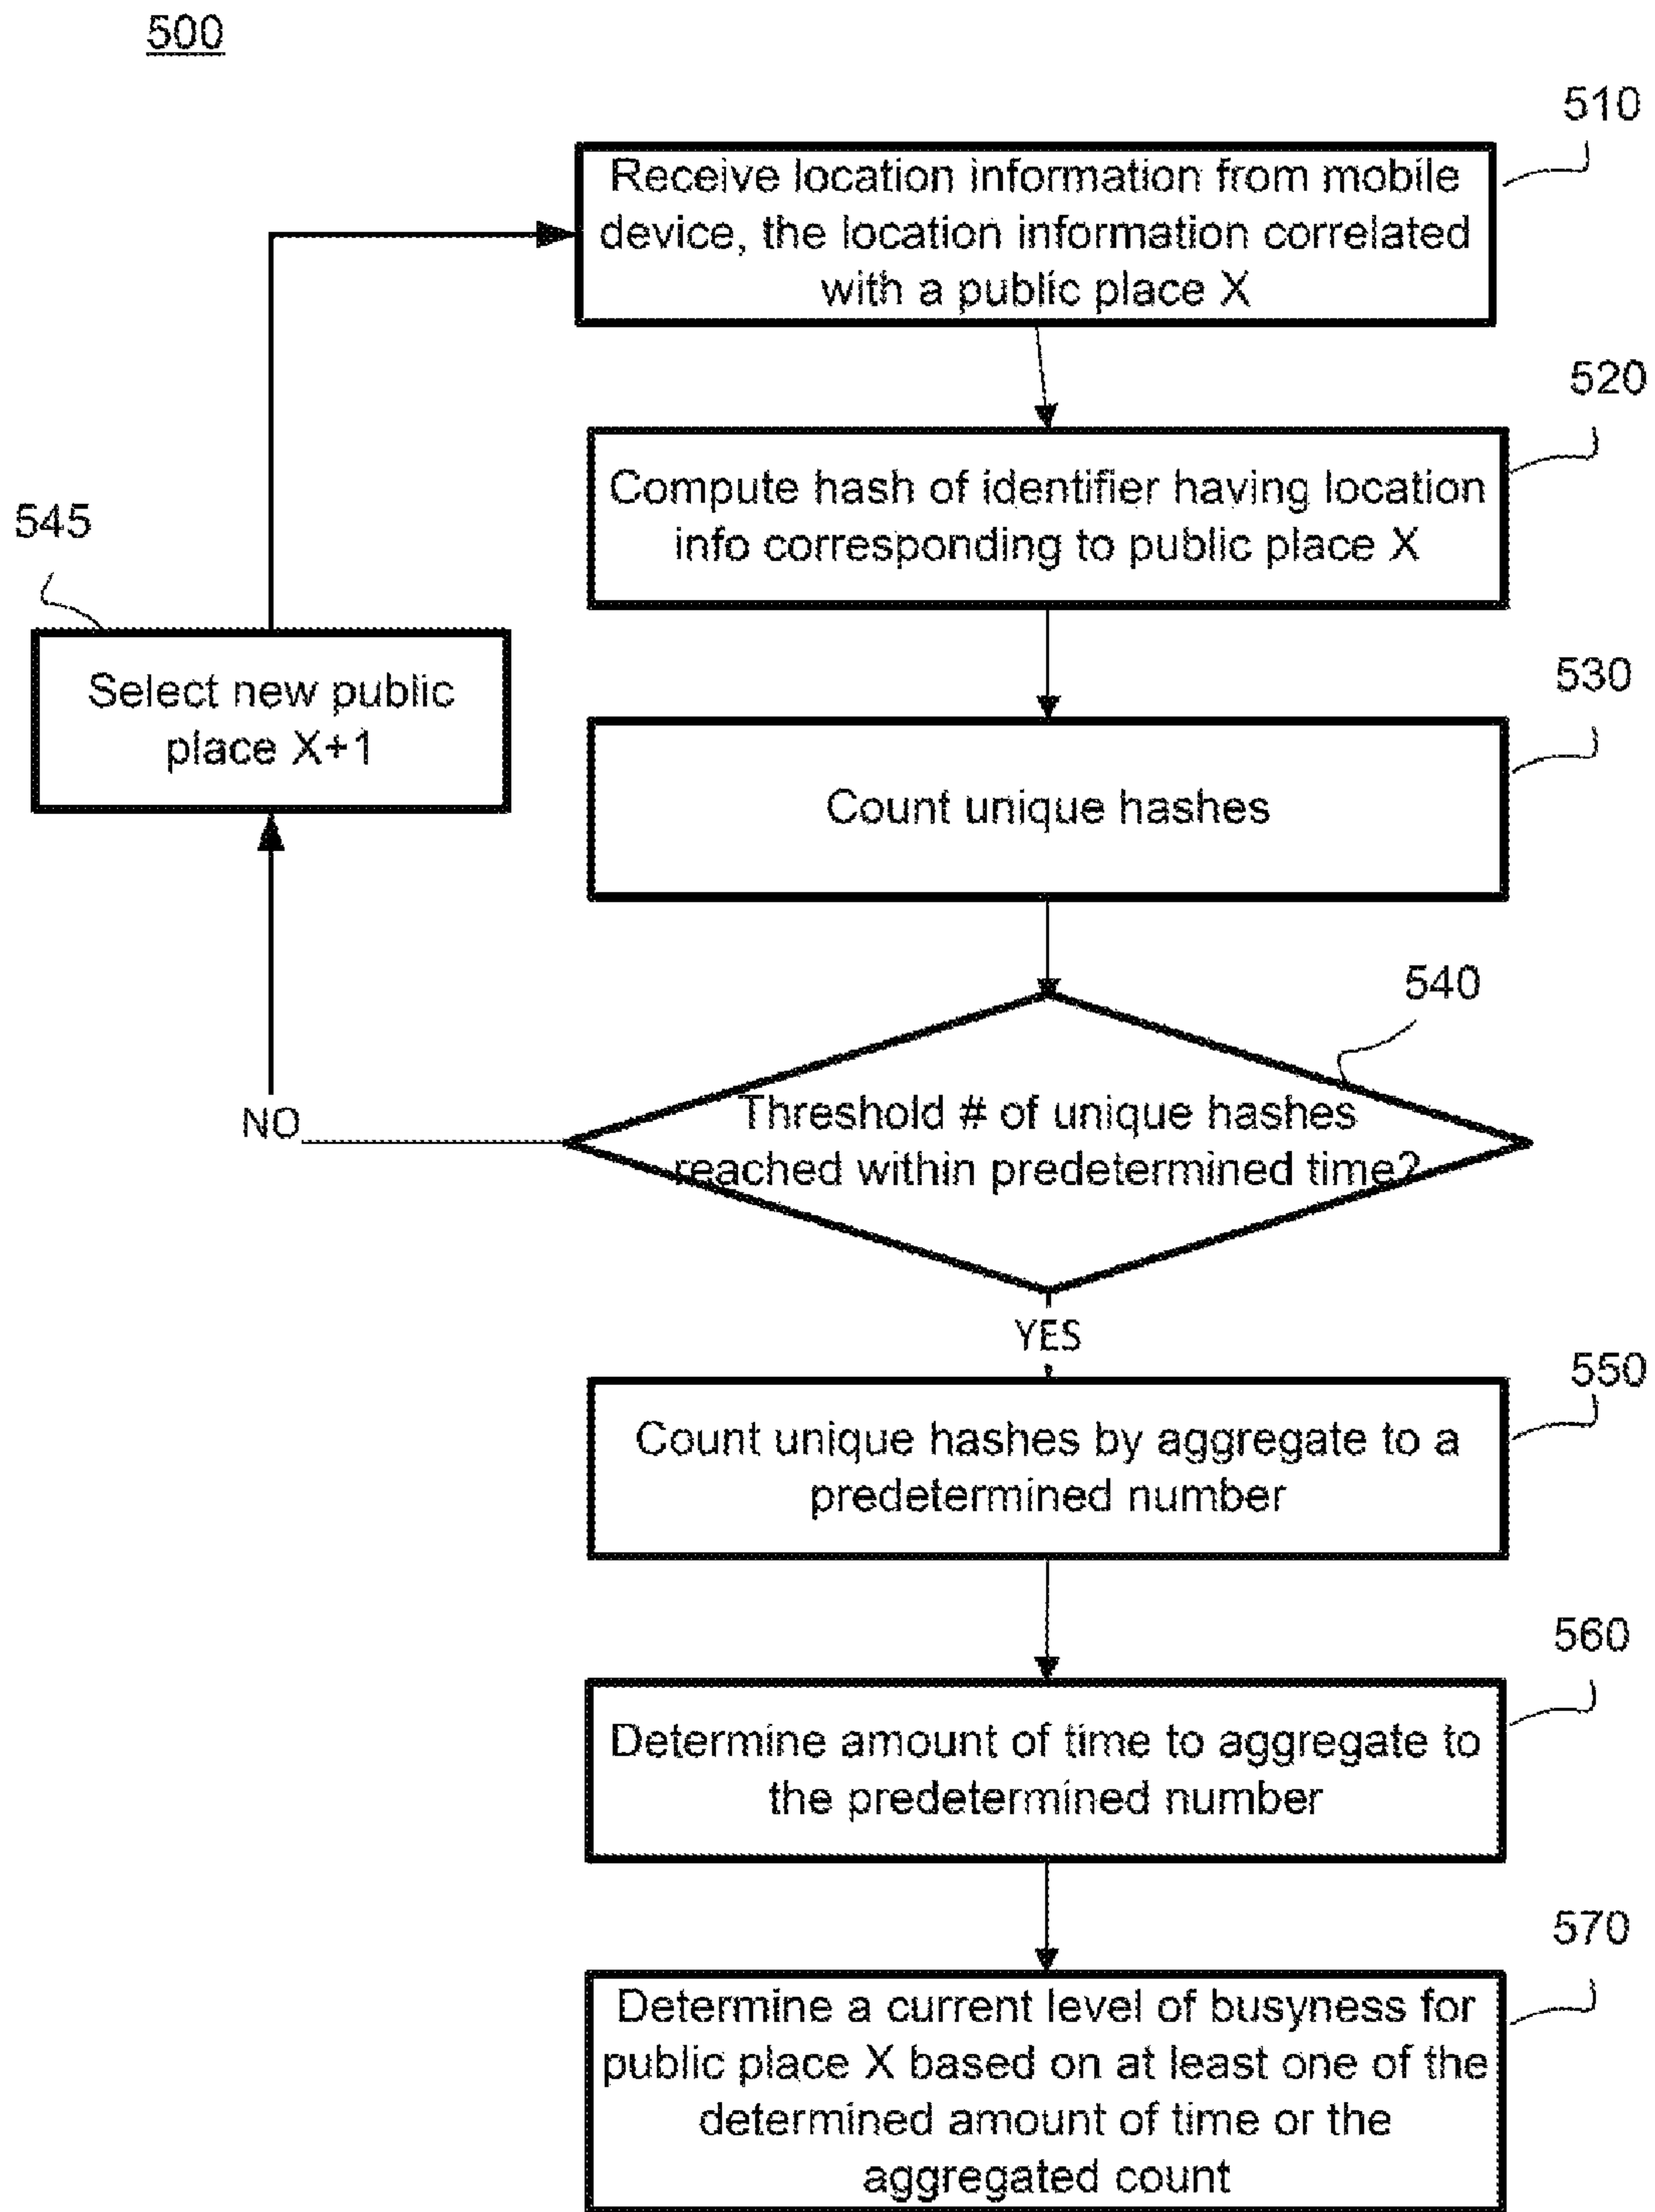 500
510
Receive location information from mobile
device, the location information correlated
with a public place X
520
Compute hash of identifier having location
info corresponding to public place X
545
Select new public
place X+1
530
Count unique hashes
540
Threshold # of unique hashes
reached within predetermined time?
NO
YES
550
Count unique hashes by aggregate to a
predetermined number
560
Determine amount of time to aggregate to
the predetermined number
570
Determine a current level of busyness for
public place X based on at least one of the
determined amount of time or the
aggregated count